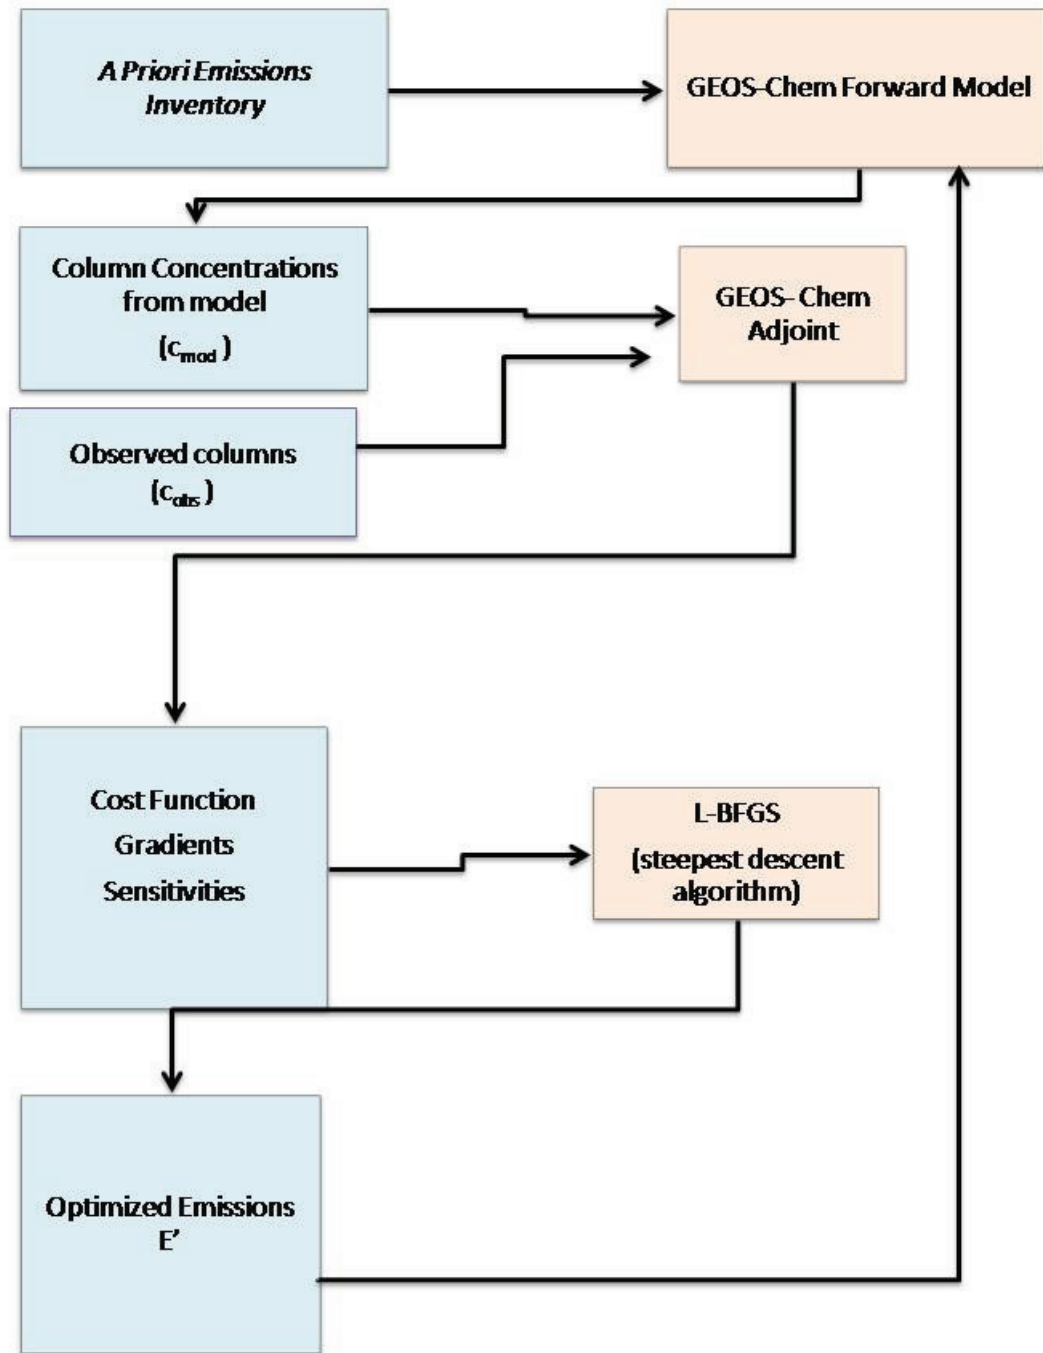 A Priori Emissions
Inventory
GEOS-Chem Forward Model
Column Concentrations
from model
(cmod )
GEOS- Chem
Adjoint
Observed columns
(cobs )
Cost Function
Gradients
Sensitivities
L-BFGS
(steepest descent
algorithm)
Optimized Emissions
E’